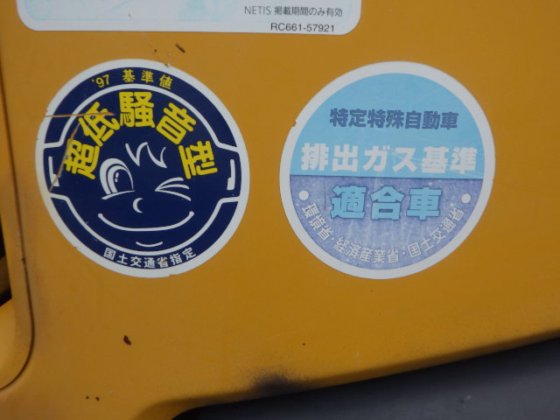 NETIS 掲載期間のみ有効
RC661-57921
'97 基準値
超低騒音型
国土交通省指定
特定特殊自動車
排出ガス基準
適合車
・環境省・経済産業省・国土交通省・